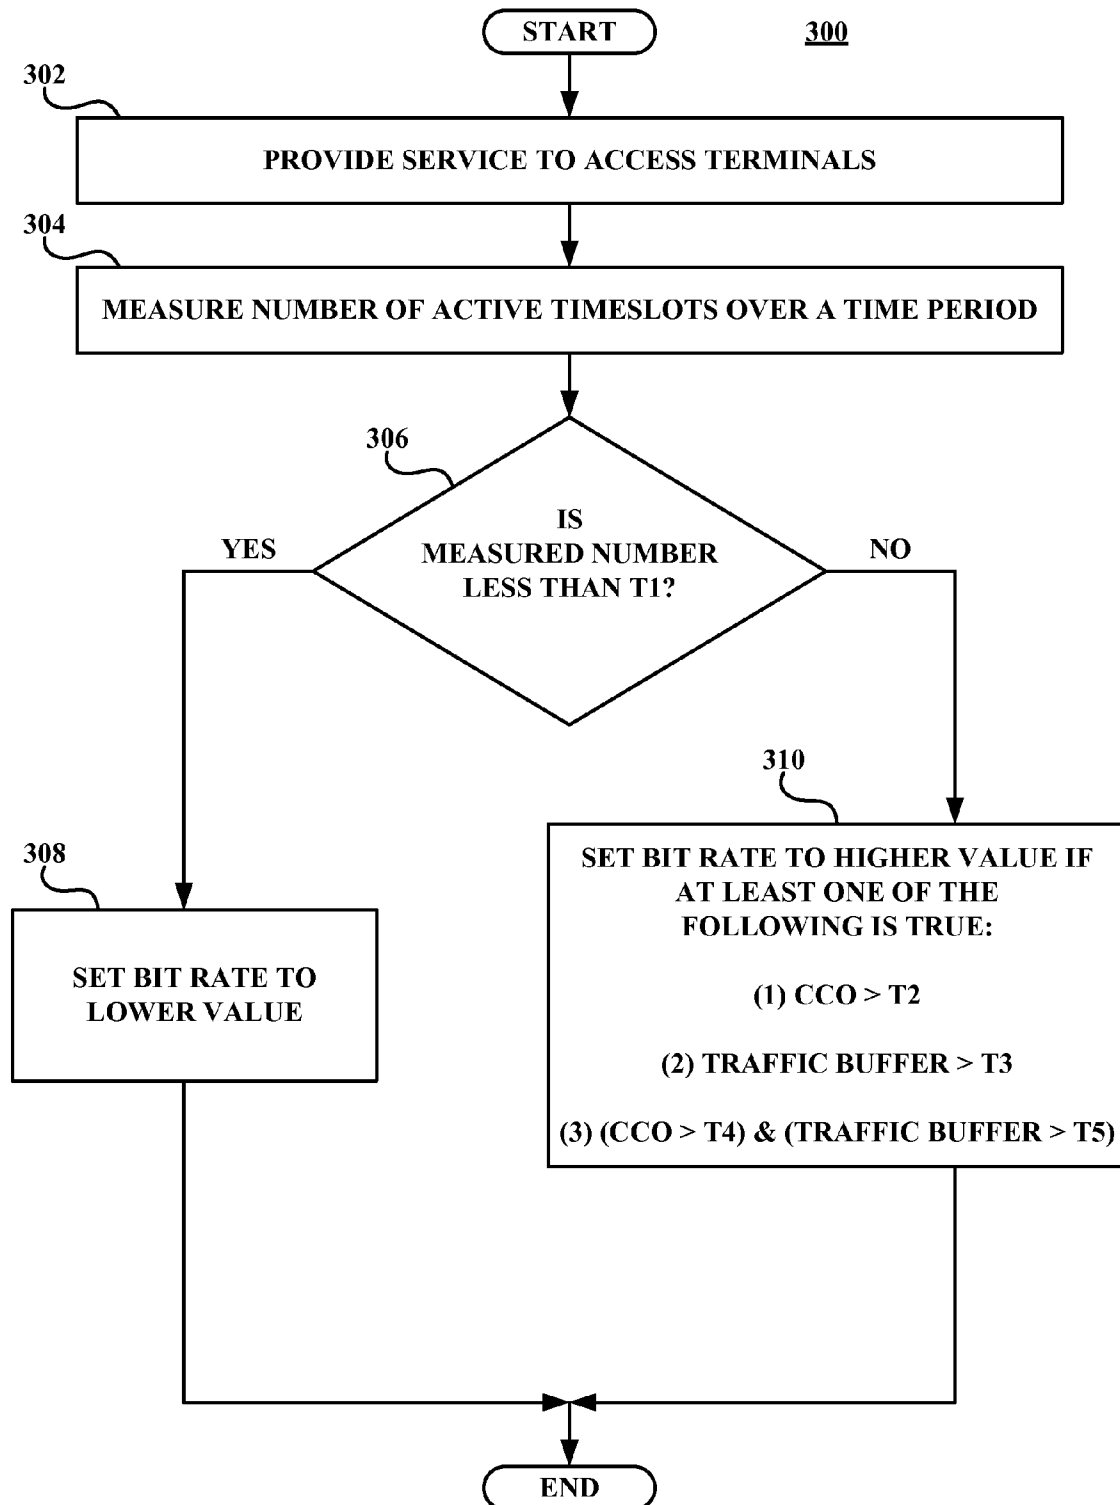 START
300
302
PROVIDE SERVICE TO ACCESS TERMINALS
304
MEASURE NUMBER OF ACTIVE TIMESLOTS OVER A TIME PERIOD
306
IS
MEASURED NUMBER
LESS THAN T1?
YES
NO
310
SET BIT RATE TO HIGHER VALUE IF
AT LEAST ONE OF THE
FOLLOWING IS TRUE:
(1) CCO > T2
(2) TRAFFIC BUFFER > T3
(3) (CCO > T4) & (TRAFFIC BUFFER > T5)
308
SET BIT RATE TO
LOWER VALUE
END